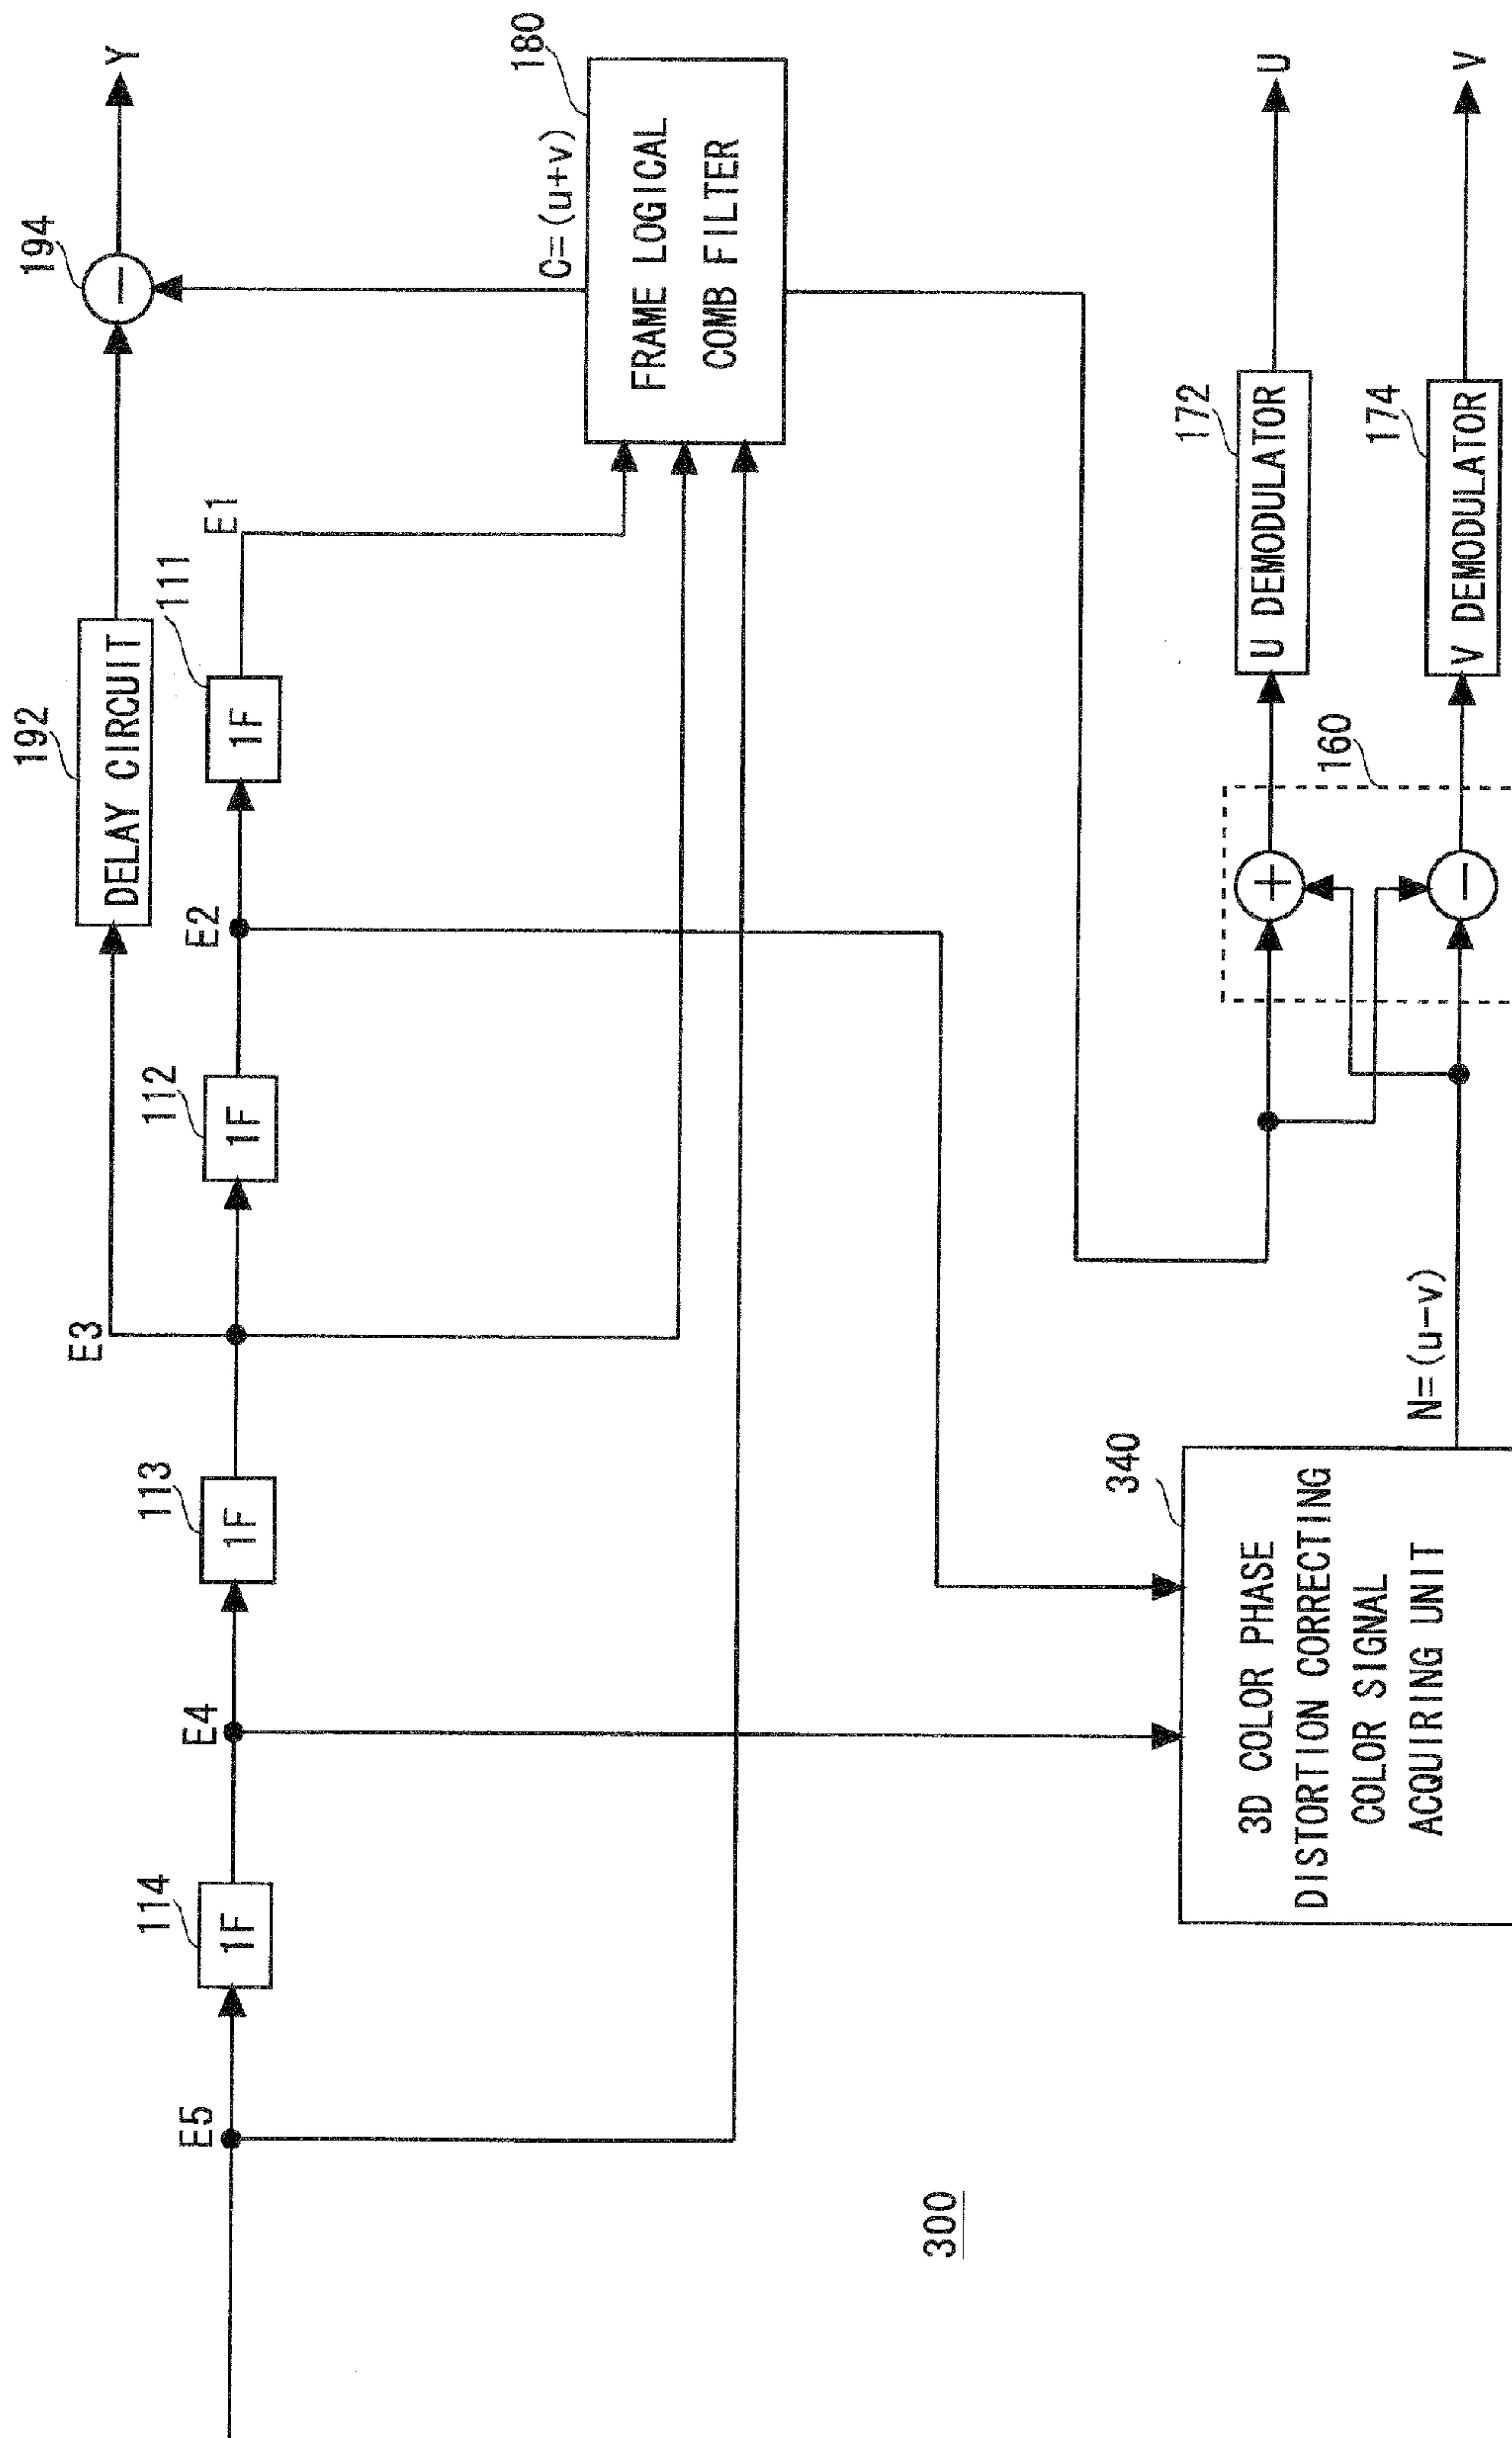 300
E5
114
1F
E4
113
1F
E3
112
1F
E2
192
DELAY CIRCUIT
111
1F
E1
194
Y
C=(u+v)
180
FRAME LOGICAL
COMB FILTER
340
3D COLOR PHASE
DISTORTION CORRECTING
COLOR SIGNAL
ACQUIRING UNIT
N=(u-v)
160
+
−
−
172
U DEMODULATOR
U
174
V DEMODULATOR
V